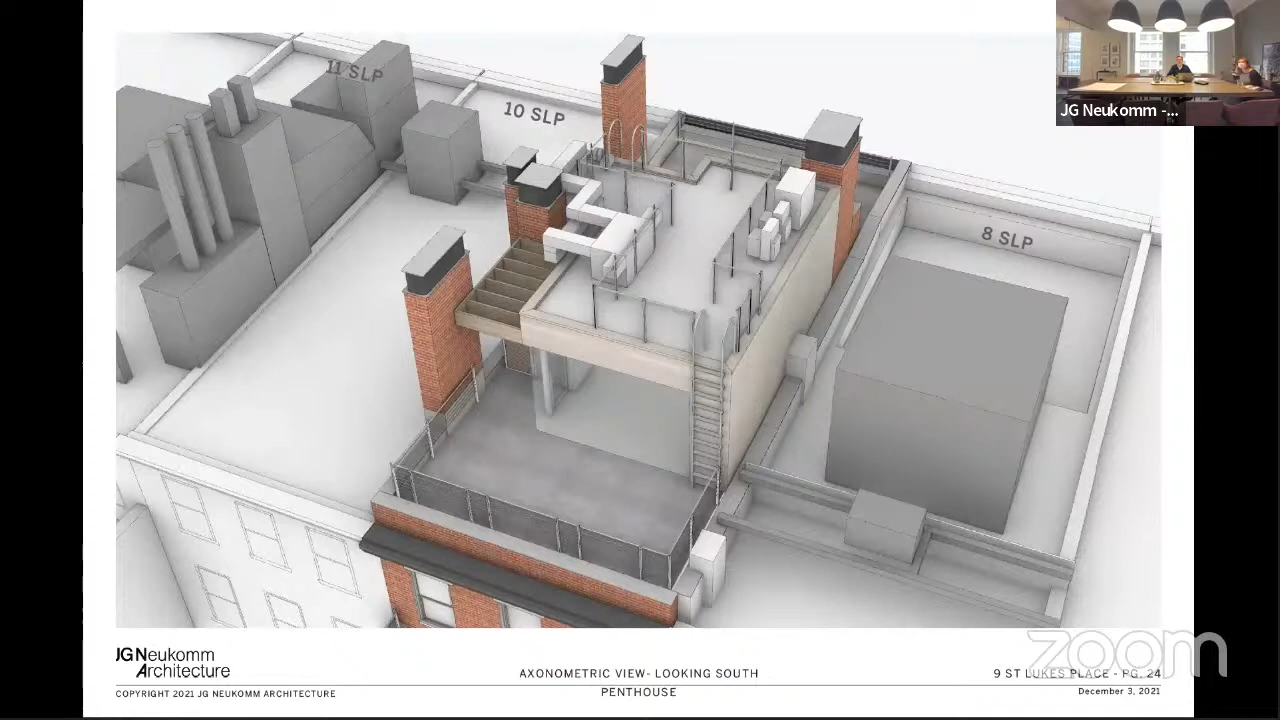 11 SLP
10 SLP
8 SLP
JG Neukomm -...
JGNeukomm
Architecture
COPYRIGHT 2021 JG NEUKOMM ARCHITECTURE
AXONOMETRIC VIEW- LOOKING SOUTH
PENTHOUSE
9 ST LUKES PLACE - PG. 24
December 3, 2021
zoom